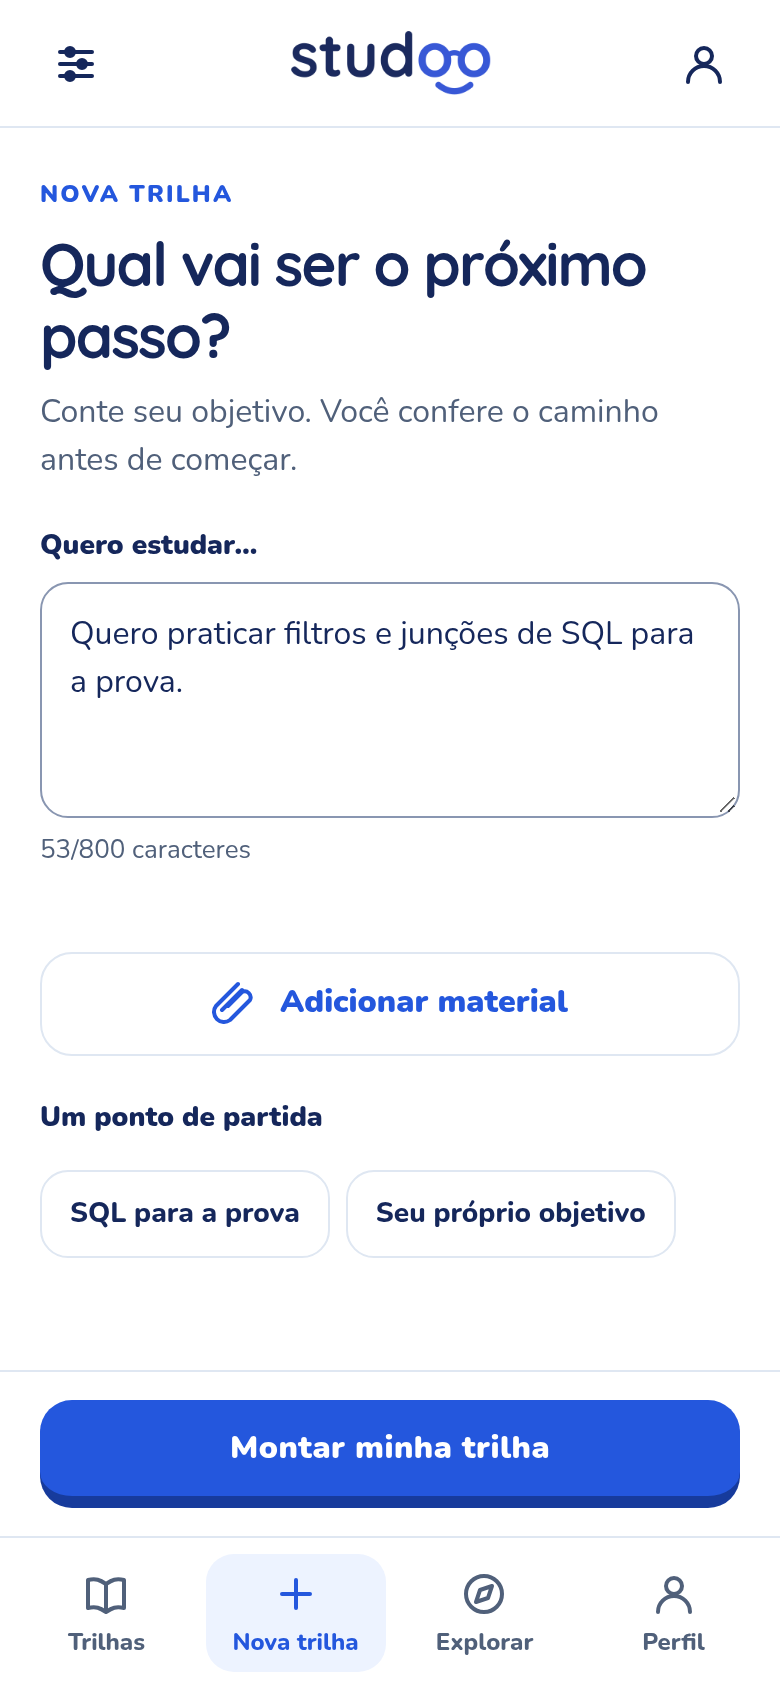 studoo
NOVA TRILHA
Qual vai ser o próximo
passo?
Conte seu objetivo. Você confere o caminho
antes de começar.
Quero estudar...
Quero praticar filtros e junções de SQL para
a prova.
53/800 caracteres
Adicionar material
Um ponto de partida
SQL para a prova
Seu próprio objetivo
Montar minha trilha
Trilhas
Nova trilha
Explorar
Perfil